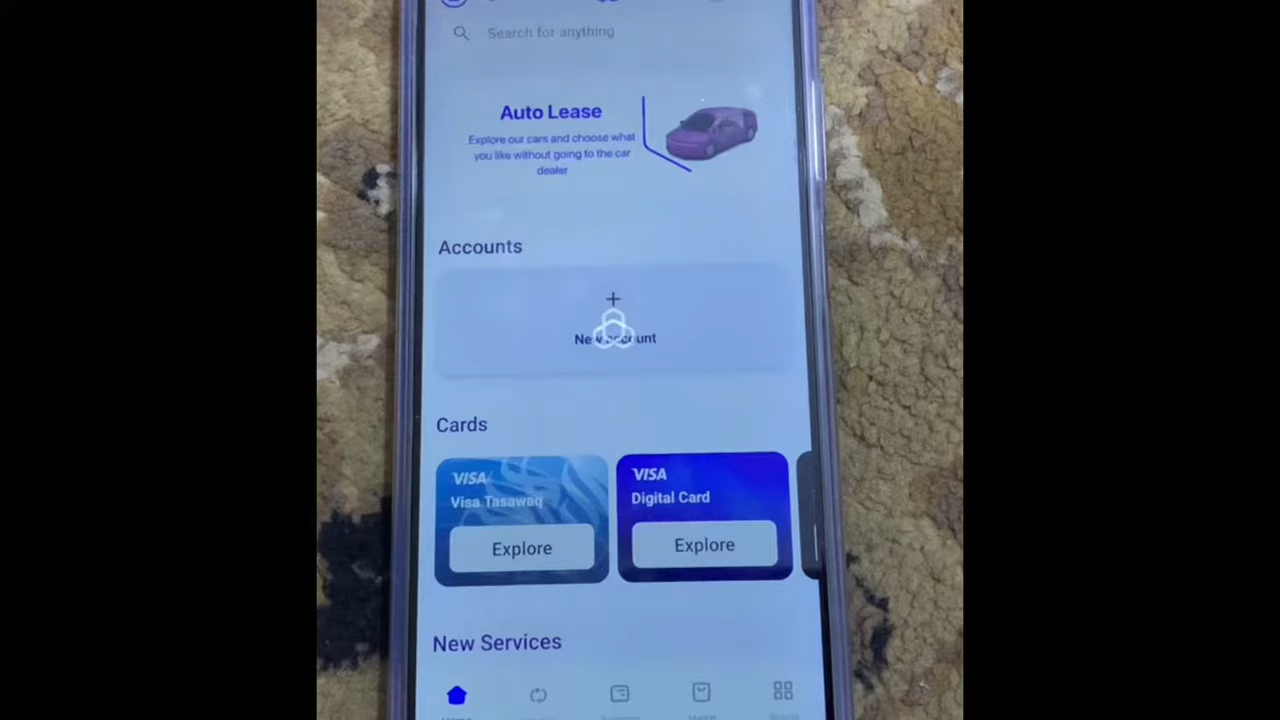 Search for anything
Auto Lease
Explore our cars and choose what
you like without going to the car
dealer
Accounts
+
New account
Cards
VISA
Visa Tasawaq
Explore
VISA
Digital Card
Explore
New Services
Home